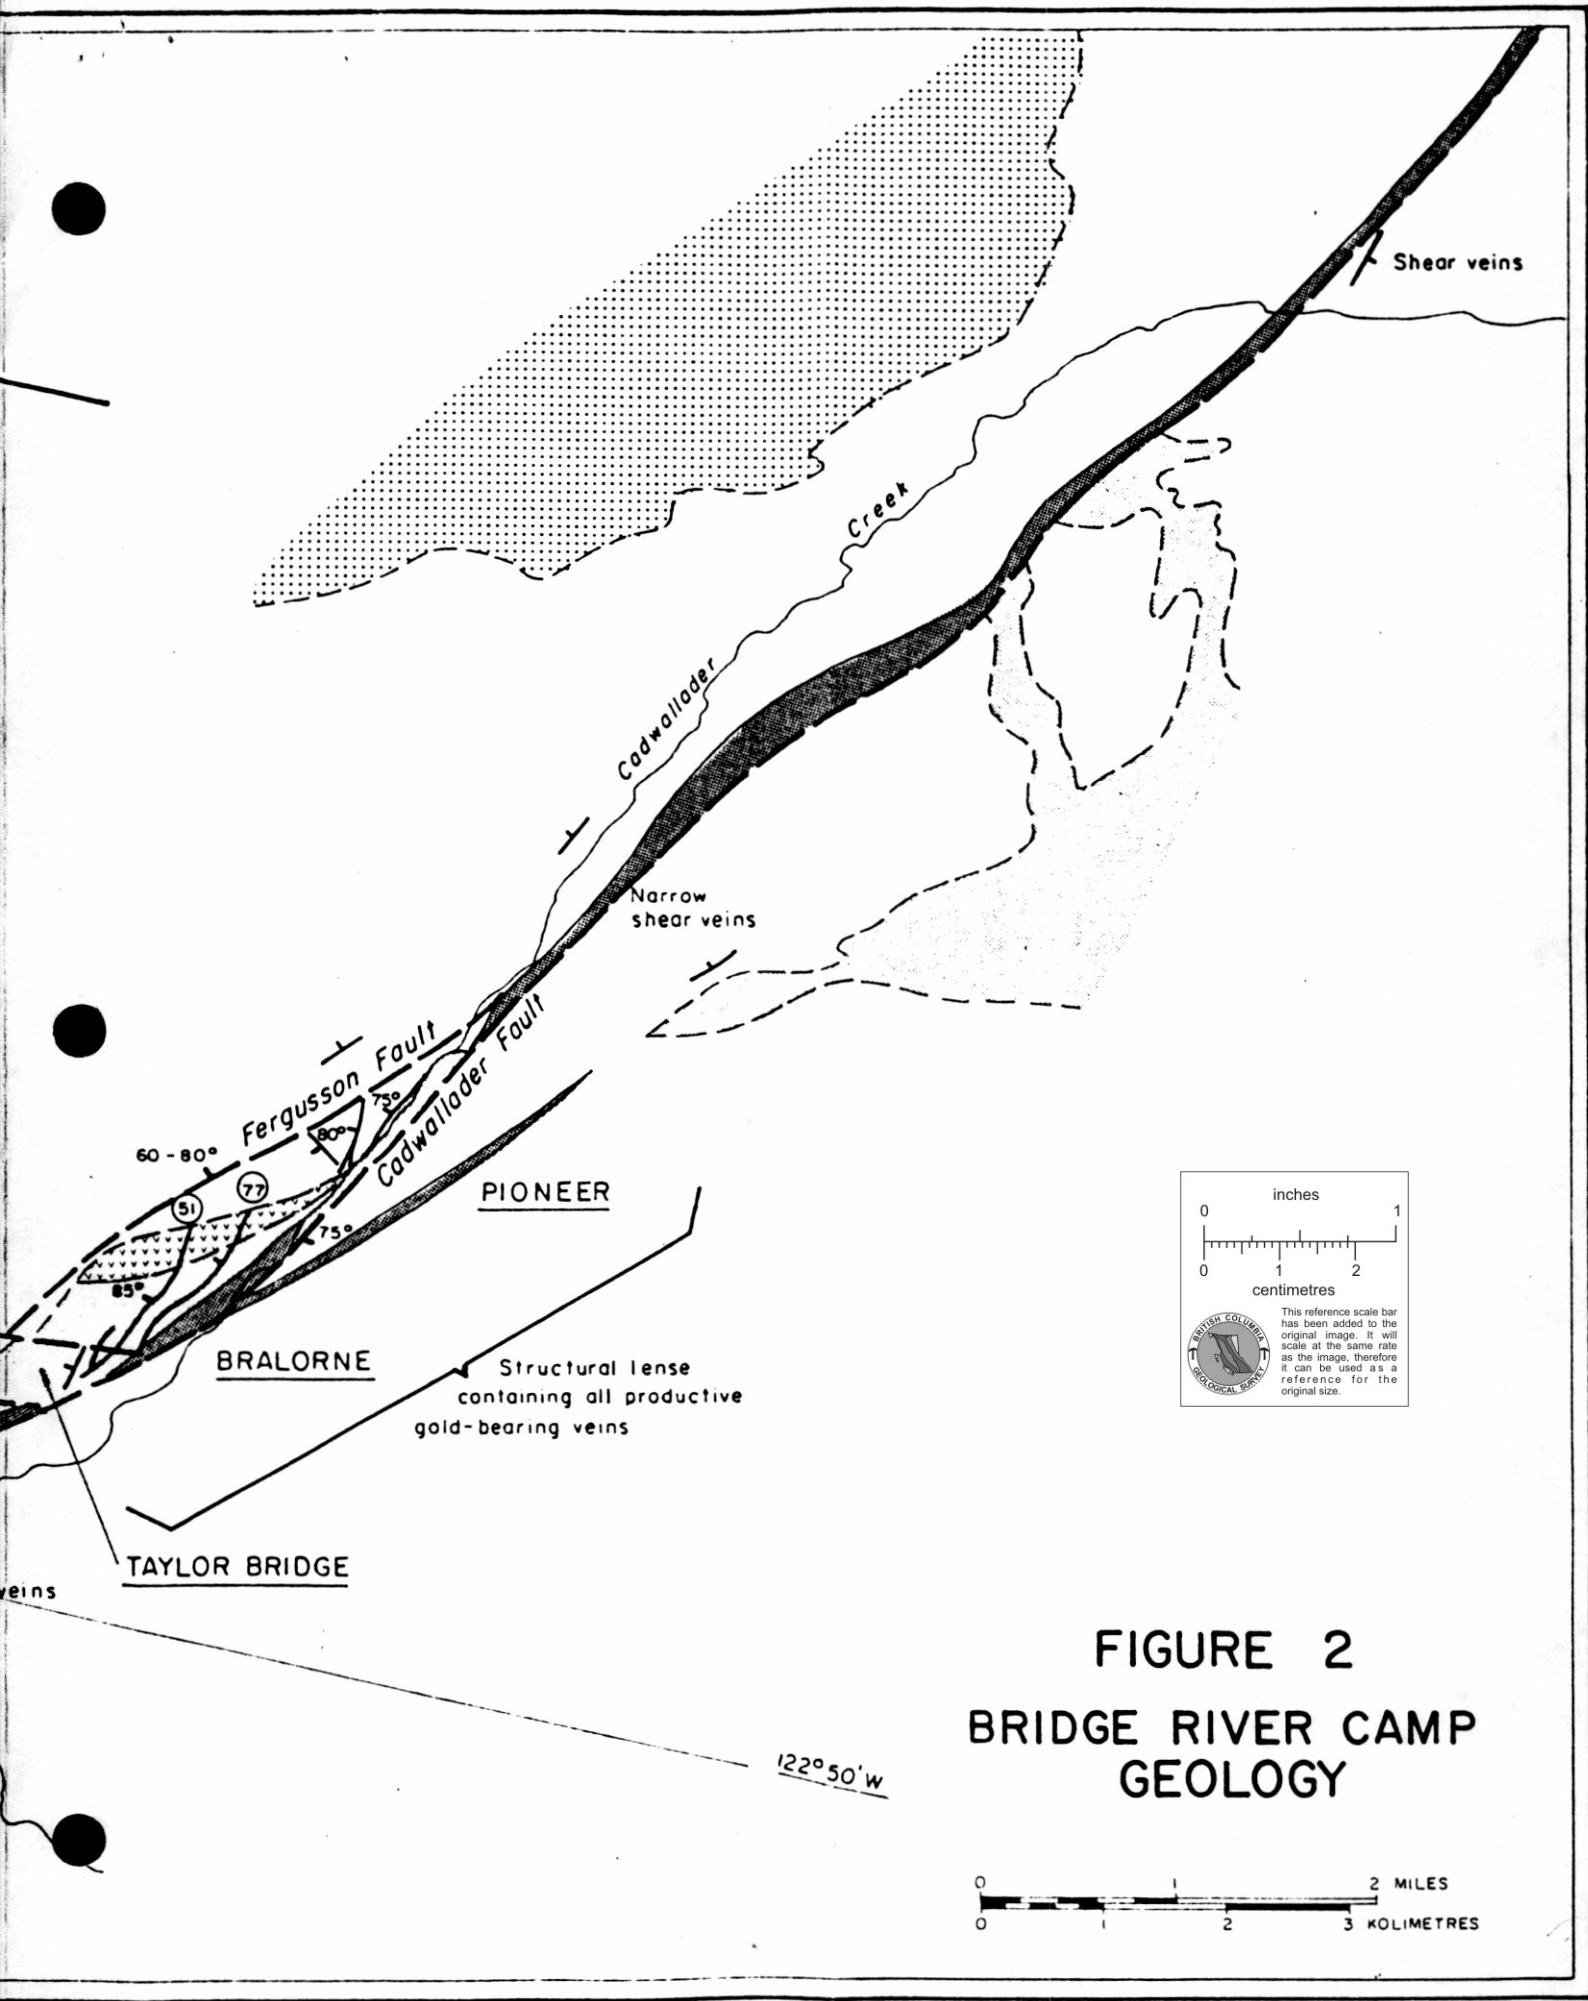 Shear veins
Creek
Cadwallader
Narrow
shear veins
Fergusson Fault
Cadwallader Fault
75°
80°
60-80°
77
51
75°
85°
PIONEER
BRALORNE
Structural lense
containing all productive
gold-bearing veins
TAYLOR BRIDGE
veins
122°50'W
inches
0 1
0 1 2
centimetres
This reference scale bar
has been added to the
original image. It will
scale at the same rate
as the image, therefore
it can be used as a
reference for the
original size.
BRITISH COLUMBIA
GEOLOGICAL SURVEY
FIGURE 2
BRIDGE RIVER CAMP
GEOLOGY
0 1 2 MILES
0 1 2 3 KOLIMETRES